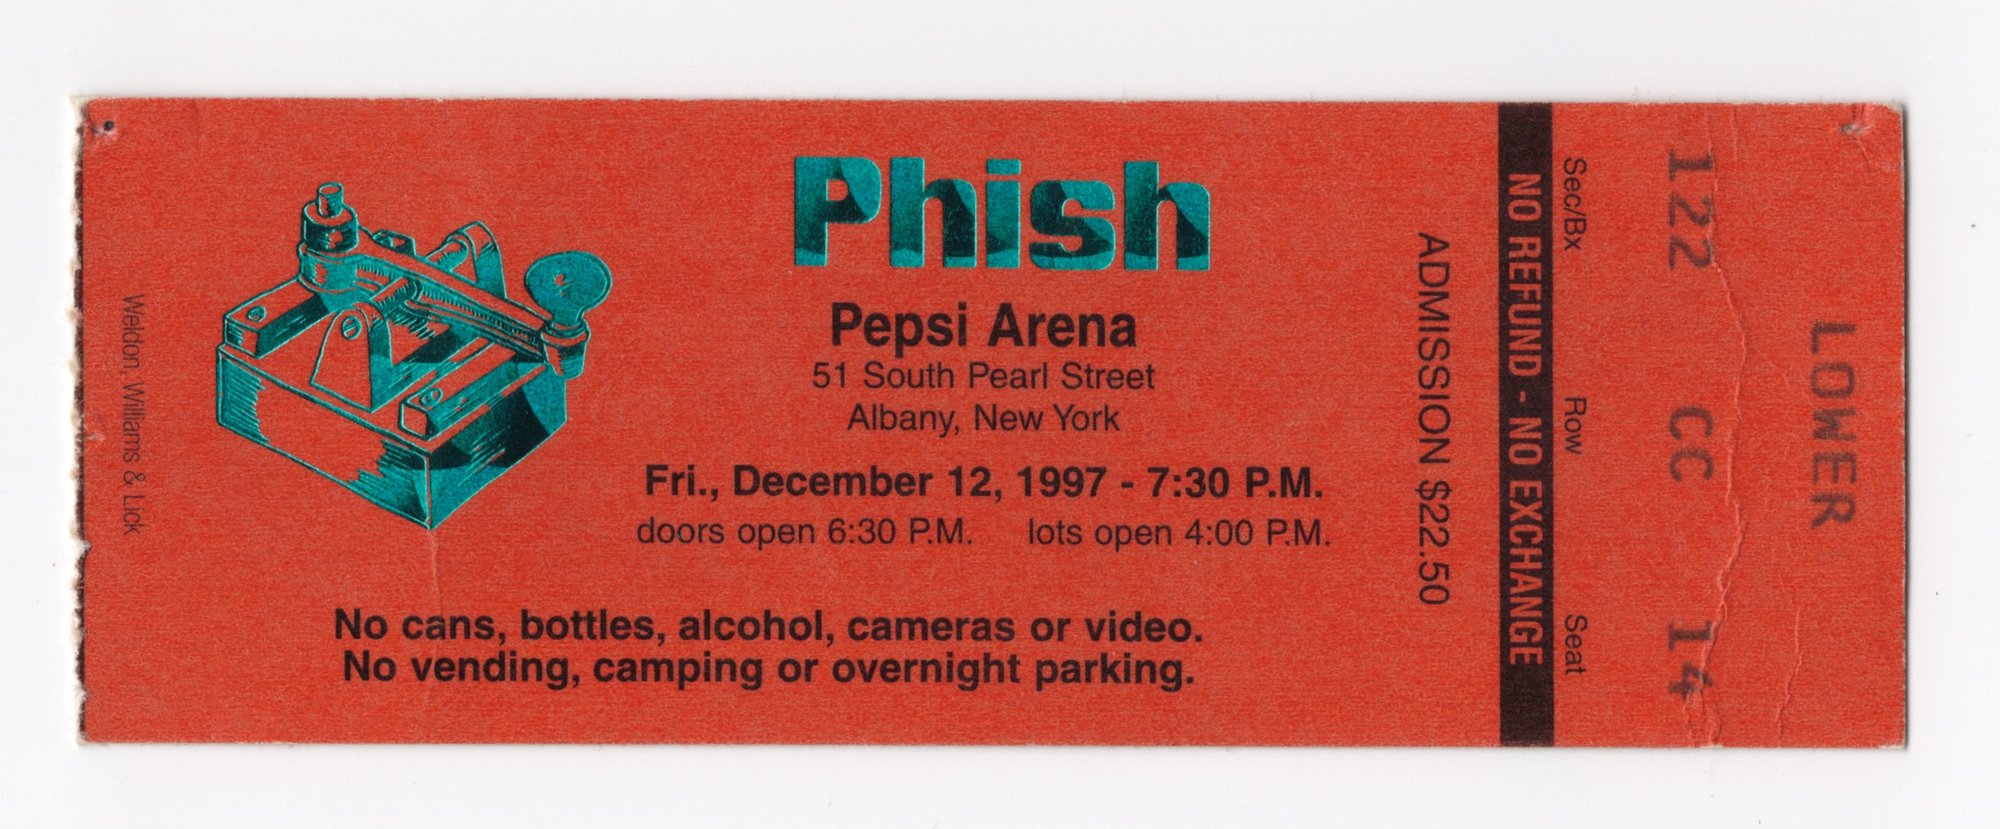 Phish
Pepsi Arena
51 South Pearl Street
Albany, New York
Fri., December 12, 1997 - 7:30 P.M.
doors open 6:30 P.M. lots open 4:00 P.M.
No cans, bottles, alcohol, cameras or video.
No vending, camping or overnight parking.
Weldon, Williams & Lick
ADMISSION $22.50
NO REFUND - NO EXCHANGE
Sec/Bx Row Seat
122 CC 14
LOWER